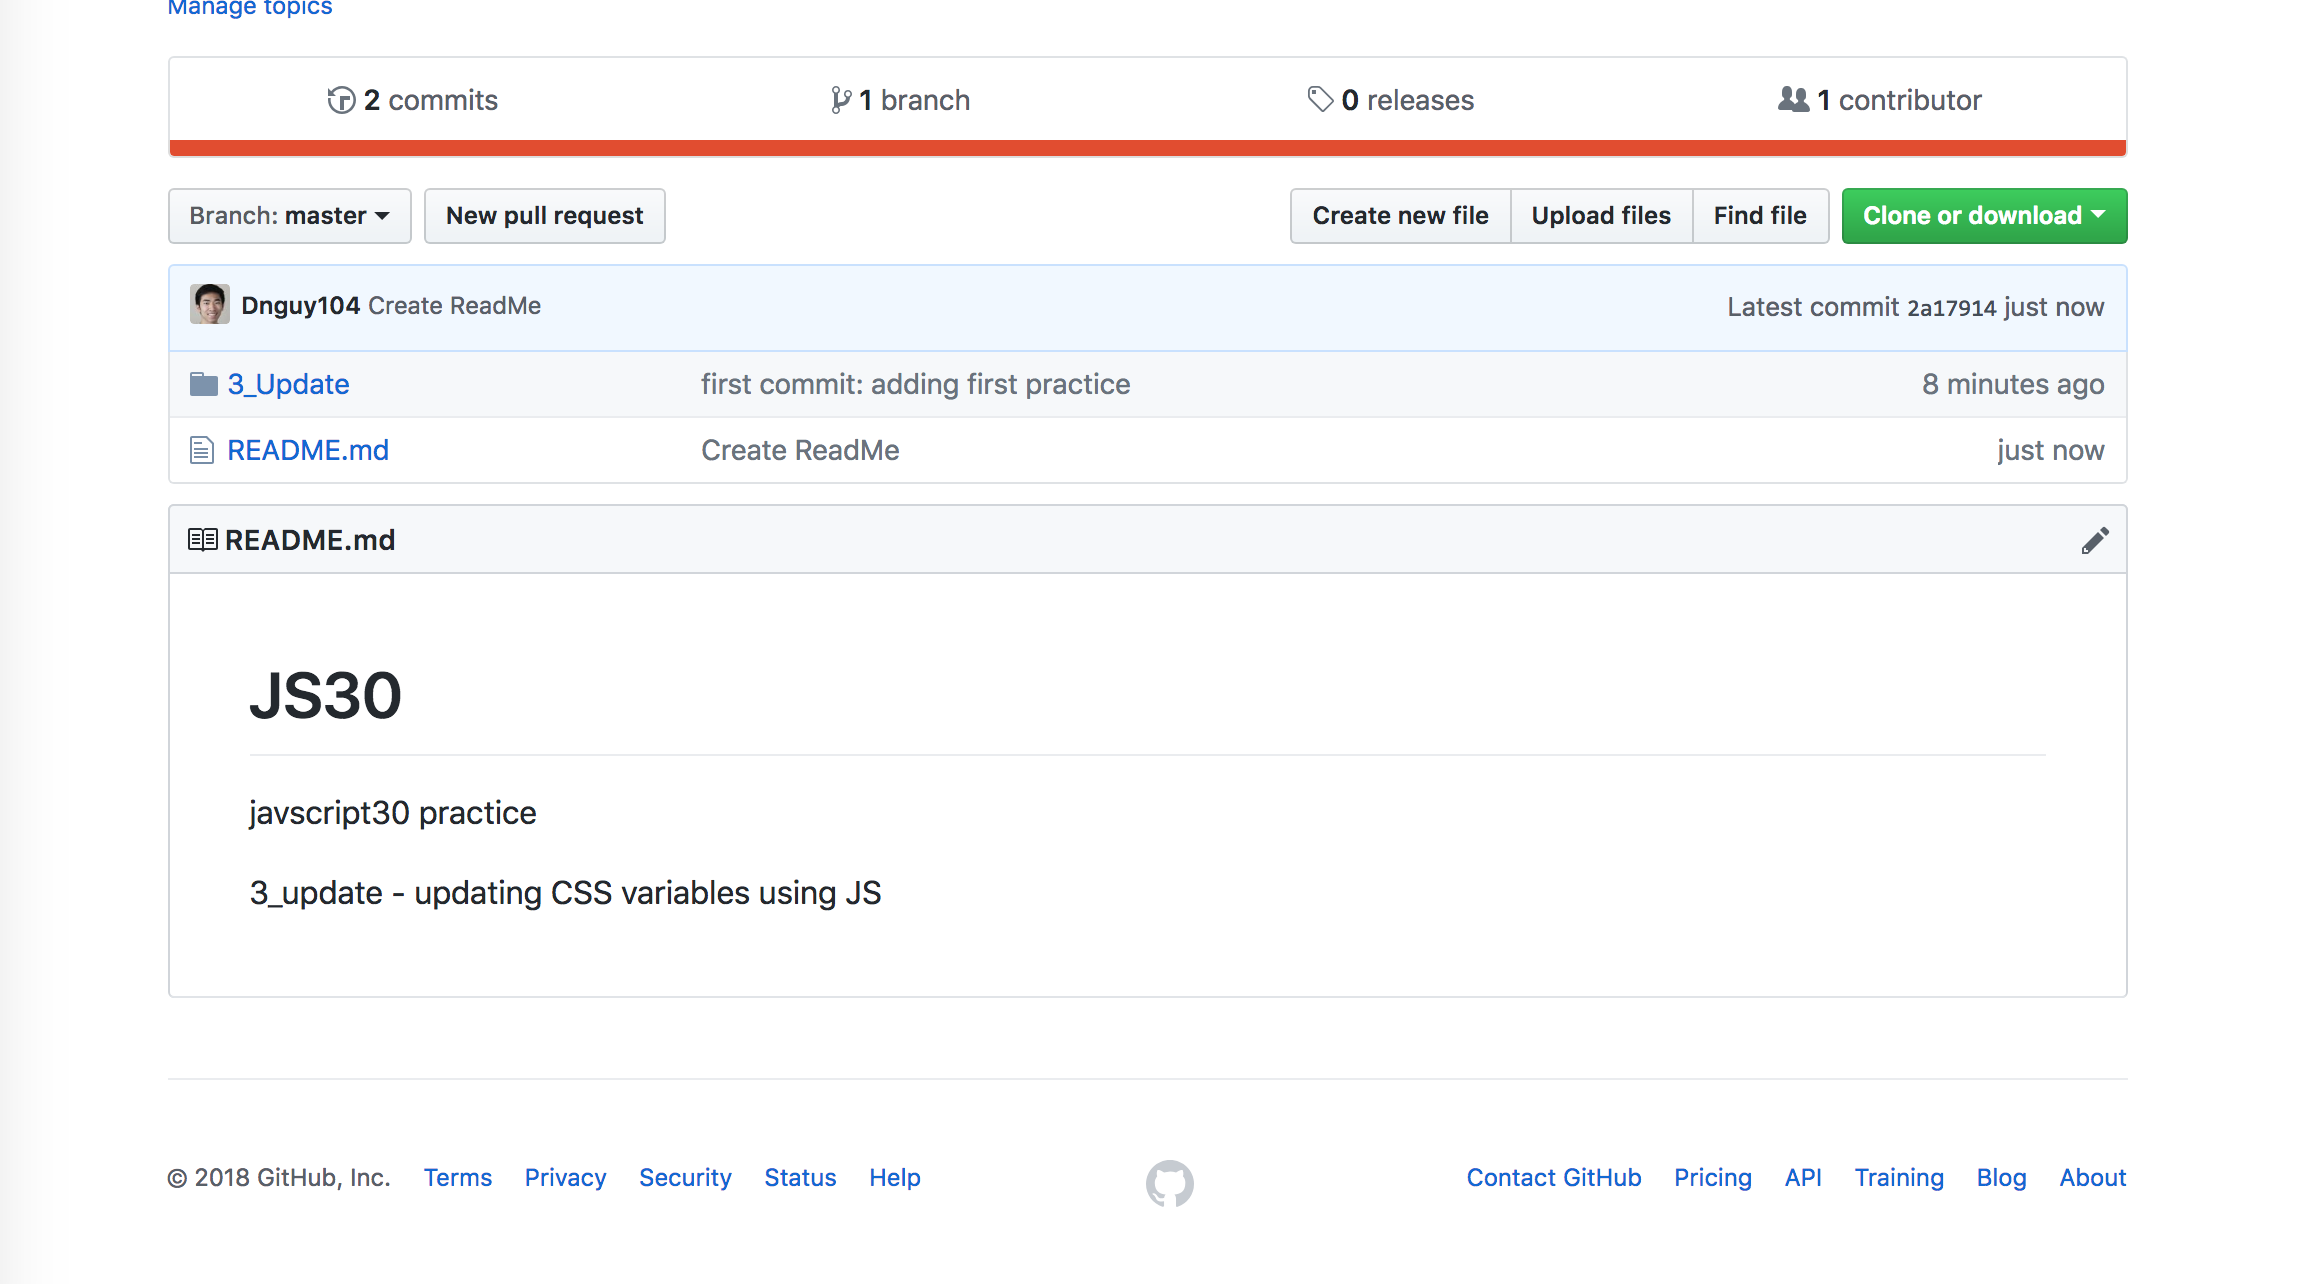 Manage topics
2 commits 1 branch 0 releases 1 contributor
Branch: master New pull request Create new file Upload files Find file Clone or download
Dnguy104 Create ReadMe Latest commit 2a17914 just now
3_Update first commit: adding first practice 8 minutes ago
README.md Create ReadMe just now
README.md
JS30
javscript30 practice
3_update - updating CSS variables using JS
© 2018 GitHub, Inc. Terms Privacy Security Status Help Contact GitHub Pricing API Training Blog About